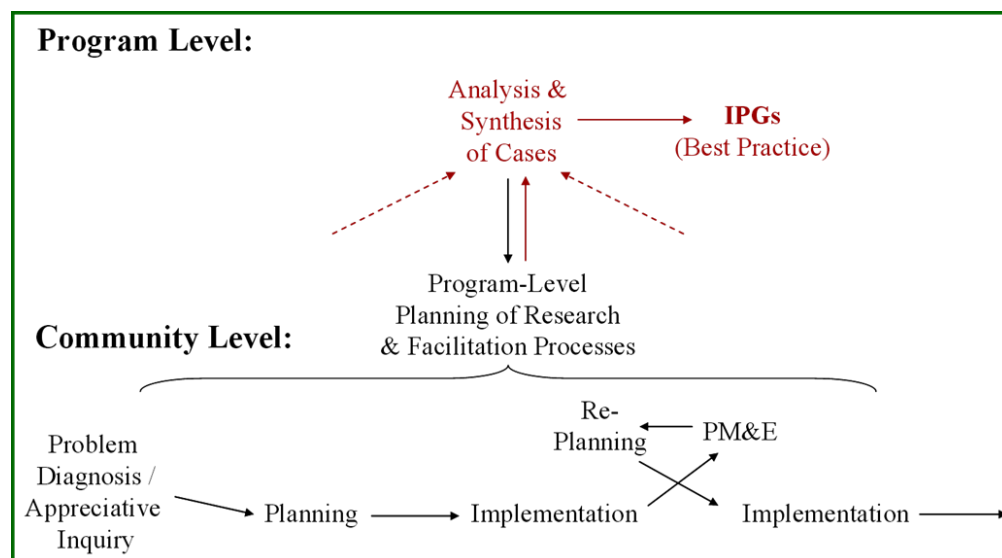 Program Level:
Analysis &
Synthesis
of Cases
IPGs
(Best Practice)
Program-Level
Planning of Research
& Facilitation Processes
Community Level:
Problem
Diagnosis /
Appreciative
Inquiry
Planning
Implementation
Re-
Planning
PM&E
Implementation